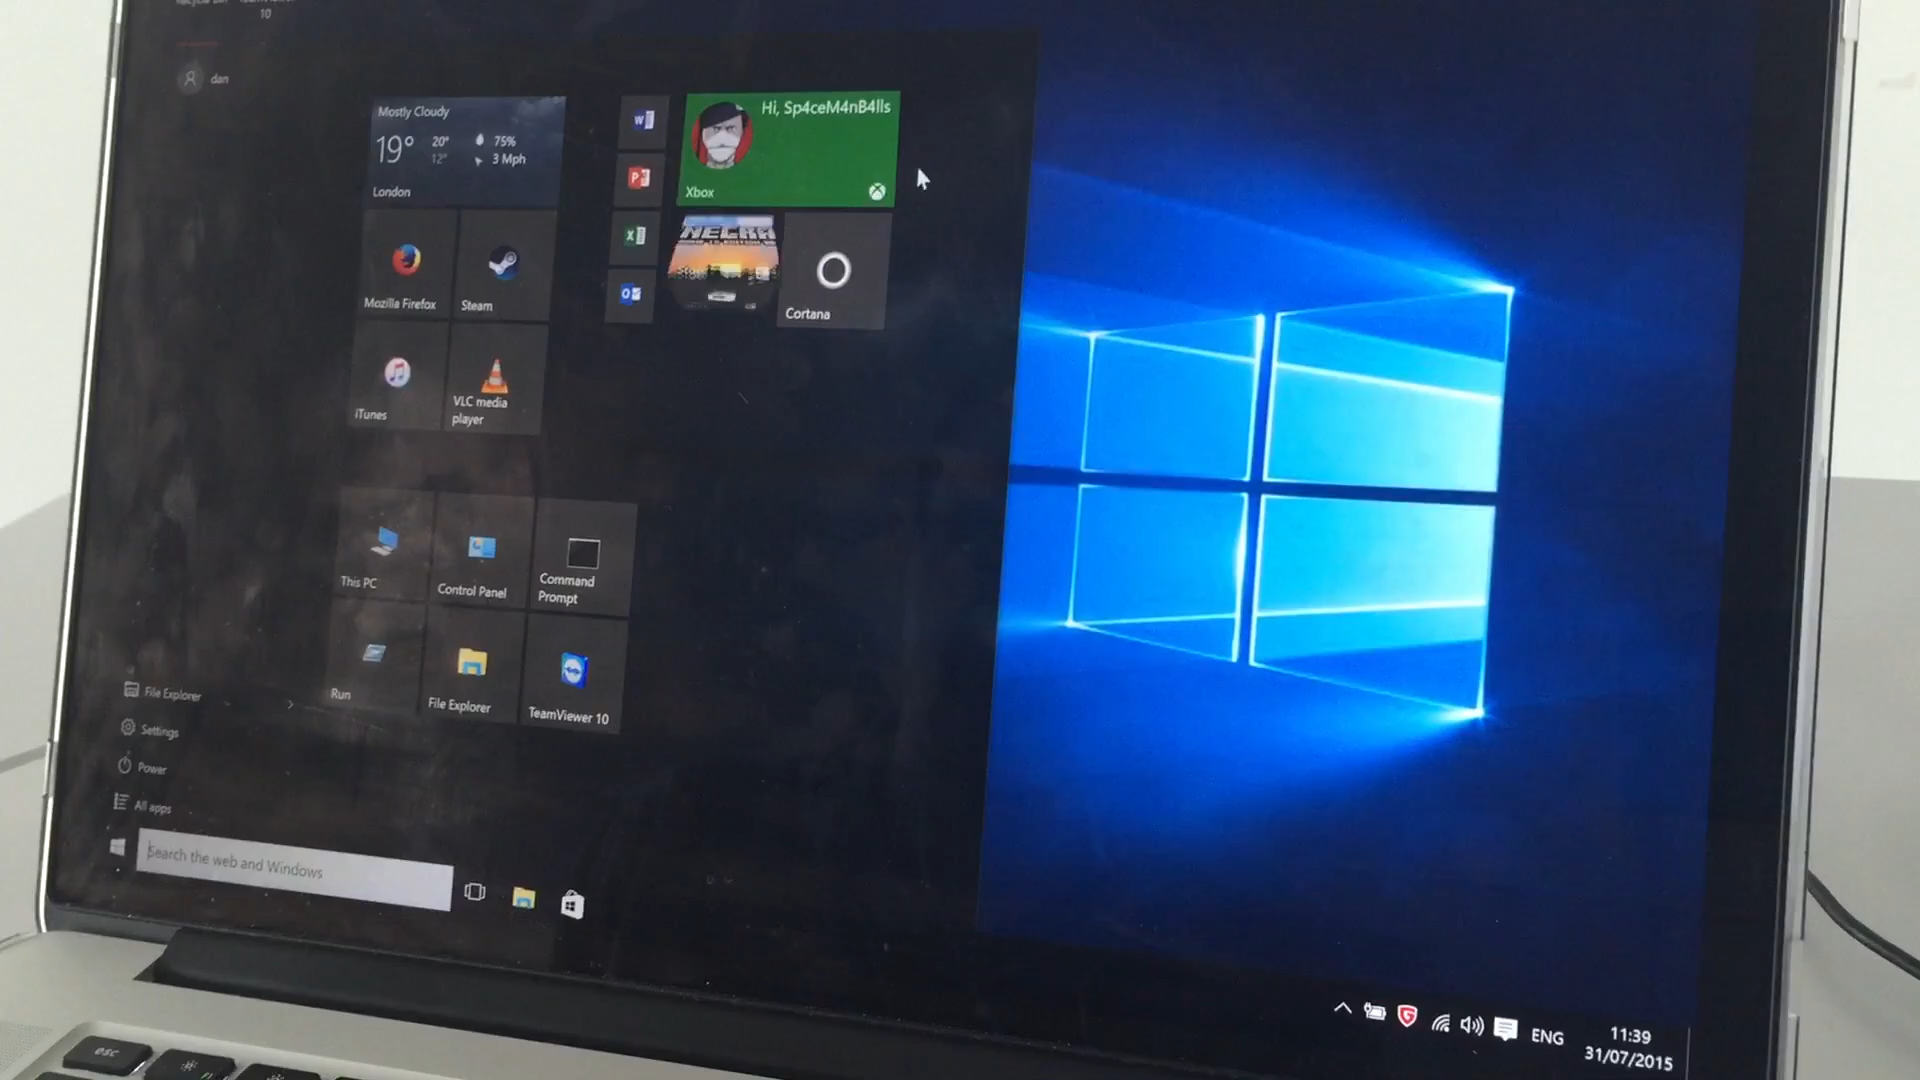 10
dan
Mostly Cloudy
19° 20° 75%
12° 3 Mph
London
Hi, Sp4ceM4nB4lls
Xbox
Mozilla Firefox
Steam
Cortana
iTunes
VLC media
player
This PC
Control Panel
Command
Prompt
Run
File Explorer
TeamViewer 10
File Explorer
Settings
Power
All apps
Search the web and Windows
ENG
11:39
31/07/2015
esc